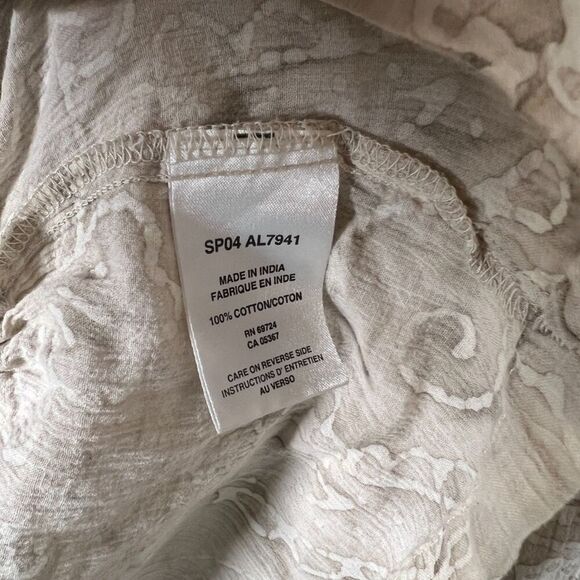 SP04 AL7941
MADE IN INDIA
FABRIQUE EN INDE
100% COTTON/COTON
RN 69724
CA 05367
CARE ON REVERSE SIDE
INSTRUCTIONS D' ENTRETIEN
AU VERSO